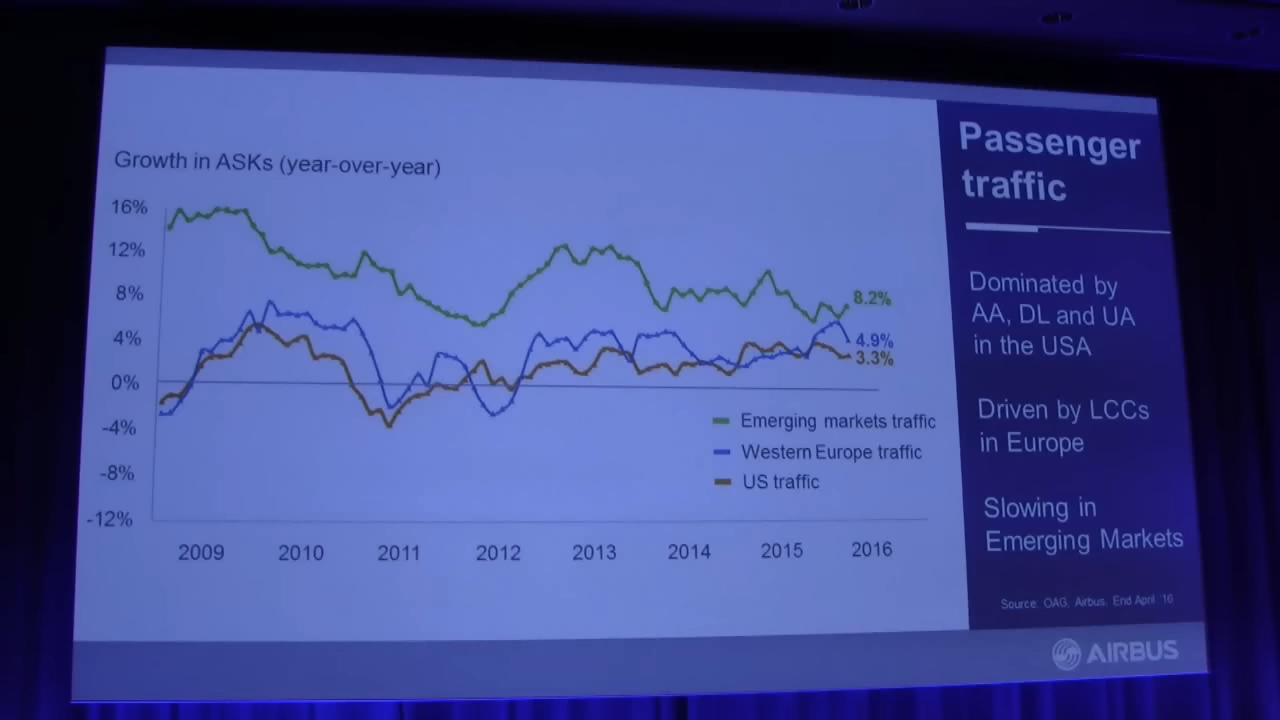 Growth in ASKs (year-over-year)
16%
12%
8%
4%
0%
-4%
-8%
-12%
2009
2010
2011
2012
2013
2014
2015
2016
8.2%
4.9%
3.3%
Emerging markets traffic
Western Europe traffic
US traffic
Passenger
traffic
Dominated by
AA, DL and UA
in the USA
Driven by LCCs
in Europe
Slowing in
Emerging Markets
Source: OAG, Airbus. End April '16
AIRBUS